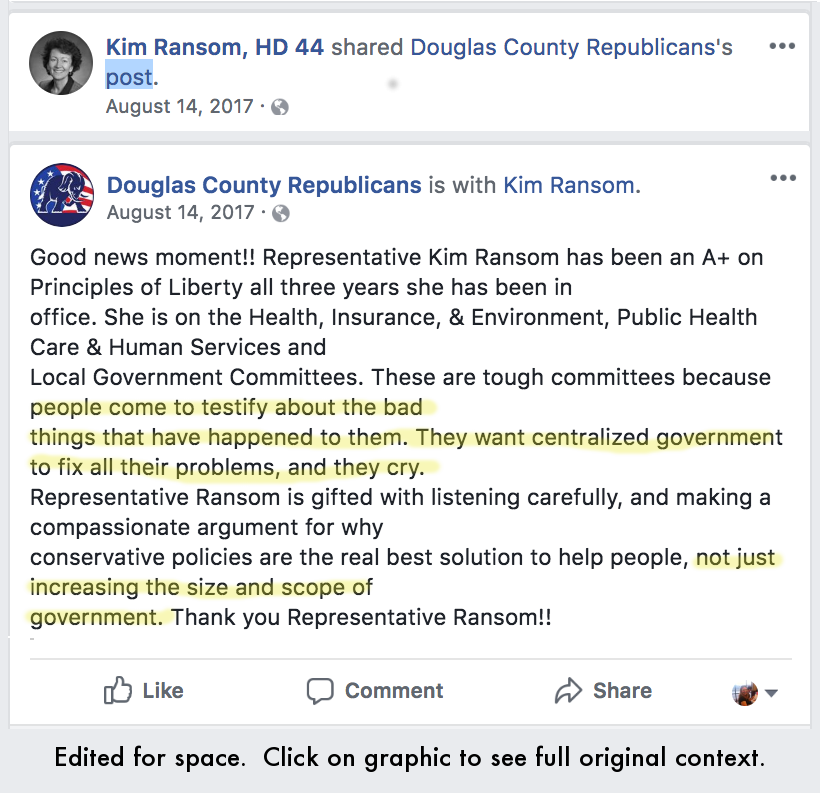 Kim Ransom, HD 44 shared Douglas County Republicans's
post.
August 14, 2017 ·
Douglas County Republicans is with Kim Ransom.
August 14, 2017 ·
Good news moment!! Representative Kim Ransom has been an A+ on
Principles of Liberty all three years she has been in
office. She is on the Health, Insurance, & Environment, Public Health
Care & Human Services and
Local Government Committees. These are tough committees because
people come to testify about the bad
things that have happened to them. They want centralized government
to fix all their problems, and they cry.
Representative Ransom is gifted with listening carefully, and making a
compassionate argument for why
conservative policies are the real best solution to help people, not just
increasing the size and scope of
government. Thank you Representative Ransom!!
Like Comment Share
Edited for space.  Click on graphic to see full original context.